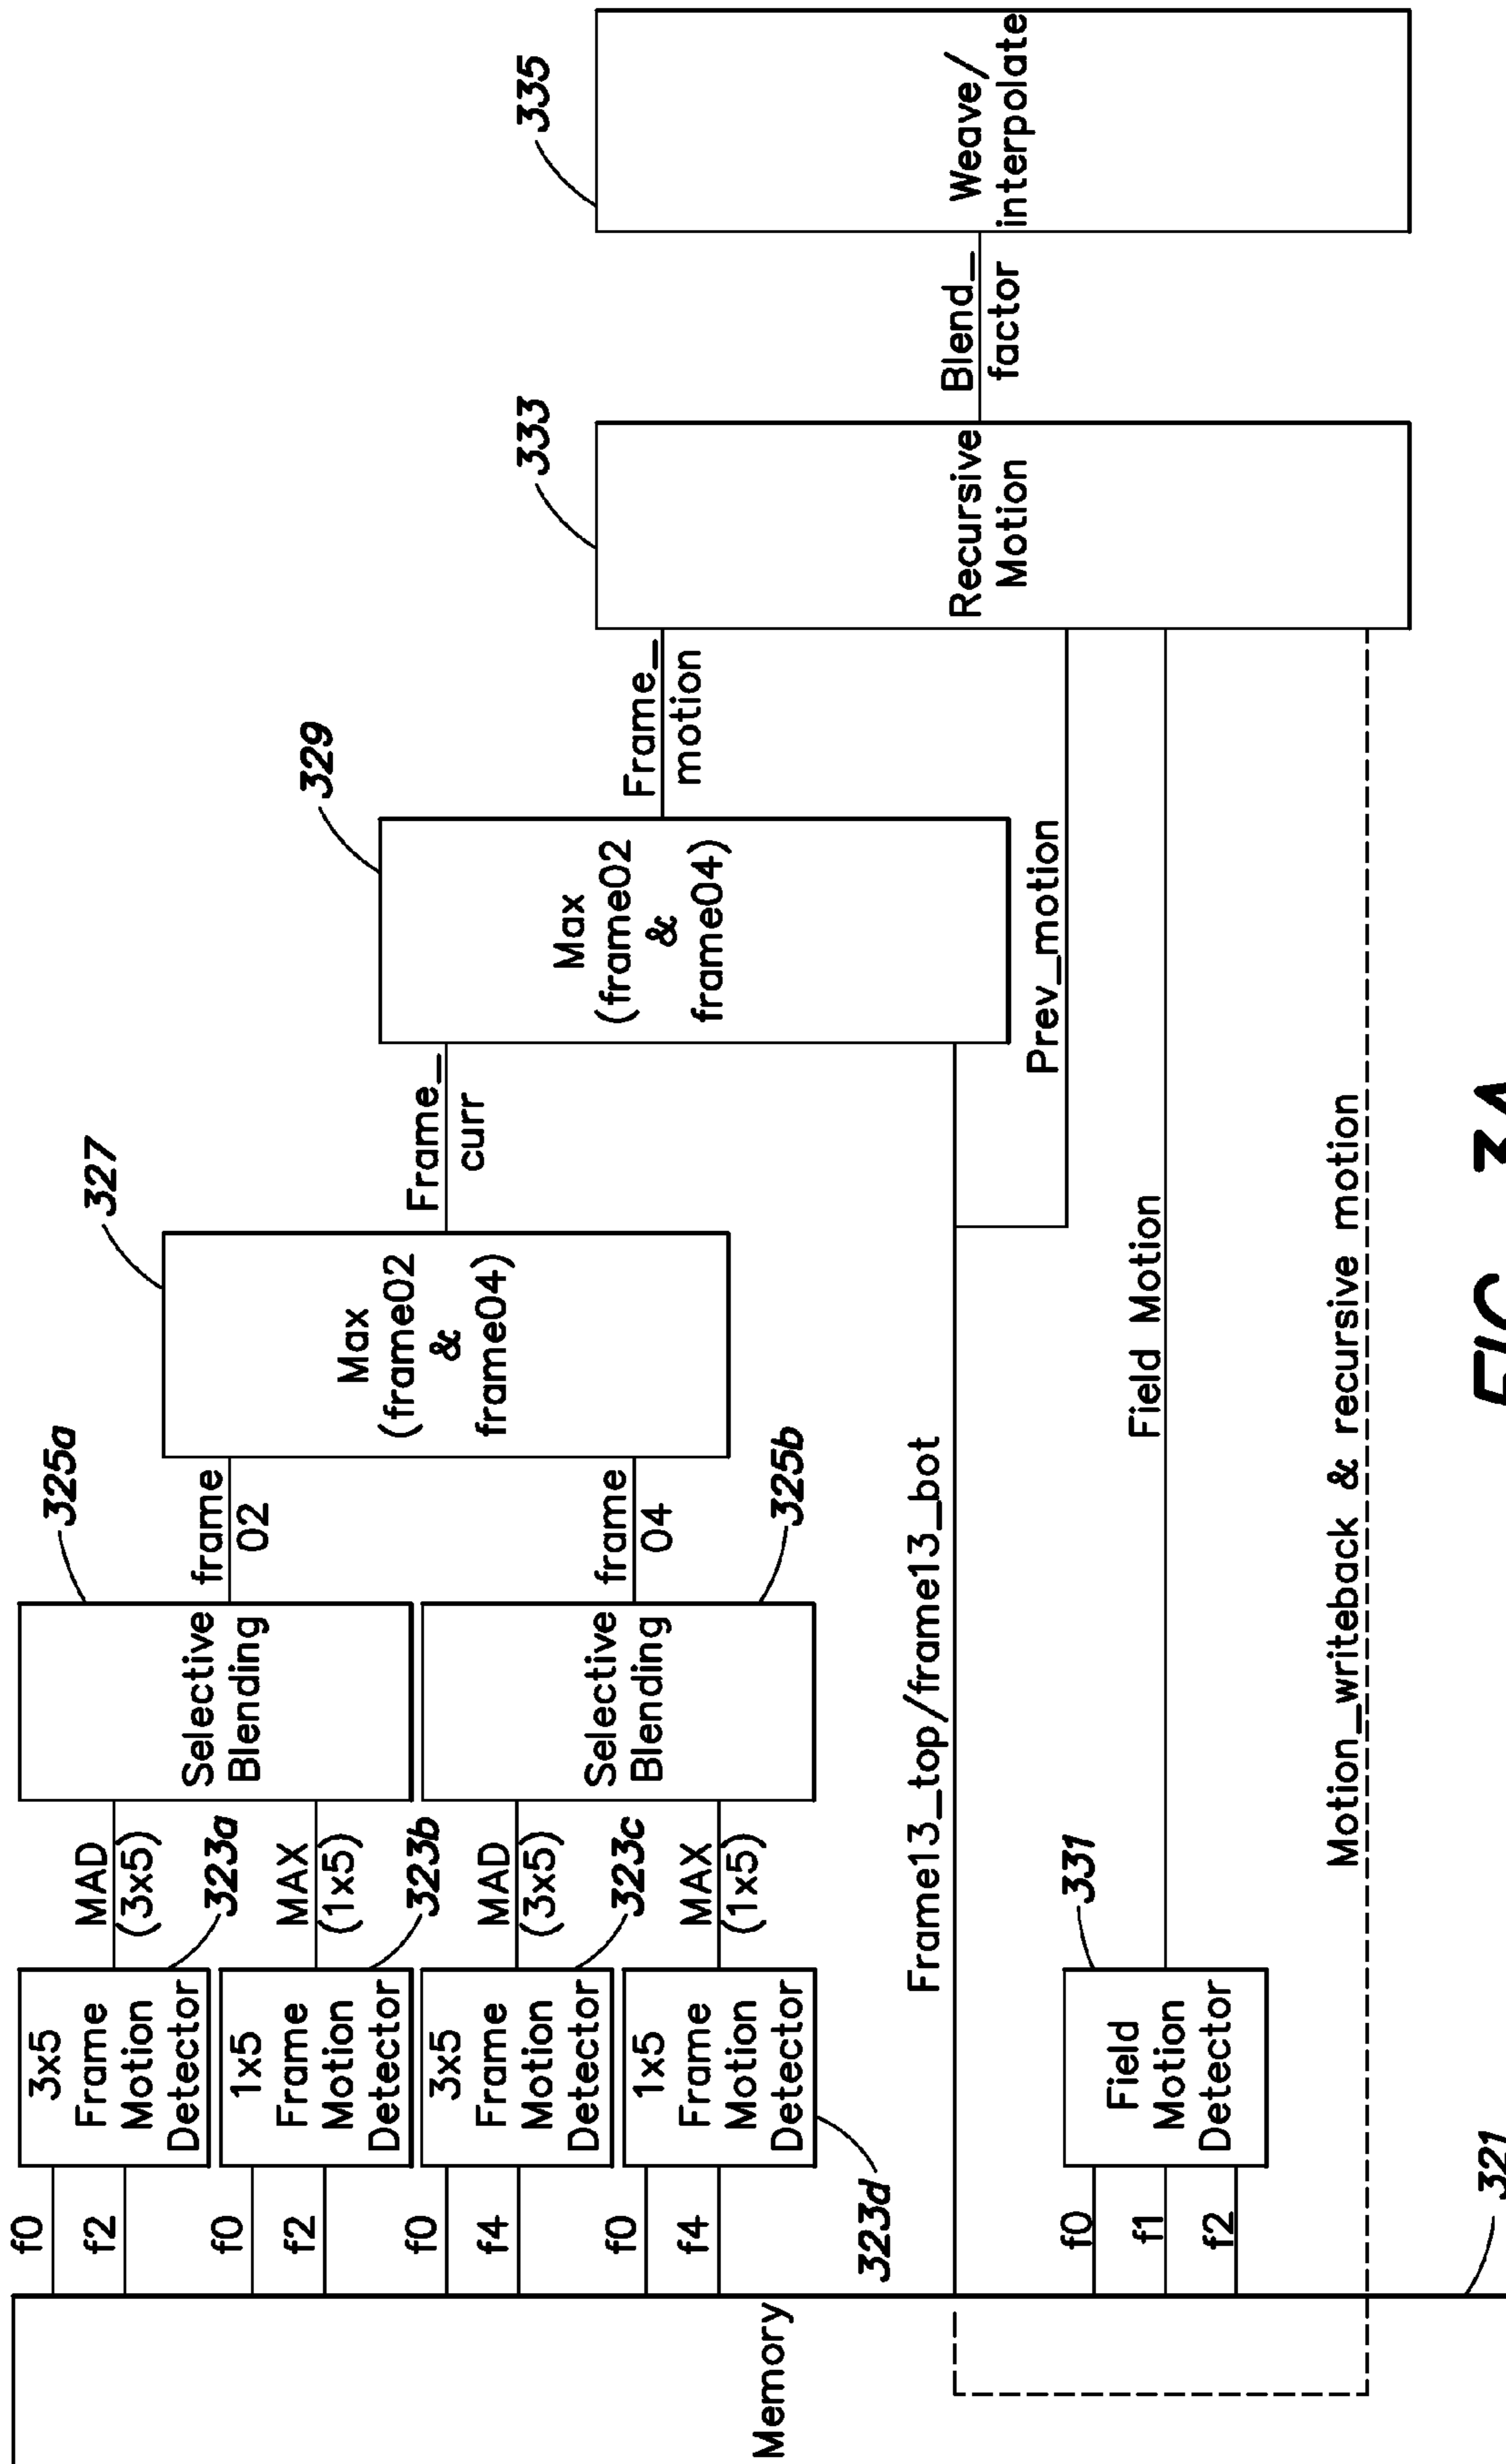 Memory
321
f0
f2
f0
f2
f0
f4
f0
f4
3x5
Frame
Motion
Detector
1x5
Frame
Motion
Detector
3x5
Frame
Motion
Detector
1x5
Frame
Motion
Detector
323d
MAD
(3x5)
323a
MAX
(1x5)
323b
MAD
(3x5)
323c
MAX
(1x5)
Selective
Blending
325a
Selective
Blending
325b
frame
02
frame
04
Max
(frame02
&
frame04)
327
Frame_
curr
Max
(frame02
&
frame04)
329
Frame_
motion
Frame13_top/frame13_bot
Prev_motion
f0
f1
f2
Field
Motion
Detector
331
Field Motion
Motion_writeback & recursive motion
Recursive
Motion
333
Blend_
factor
Weave/
interpolate
335
FIG. 3A